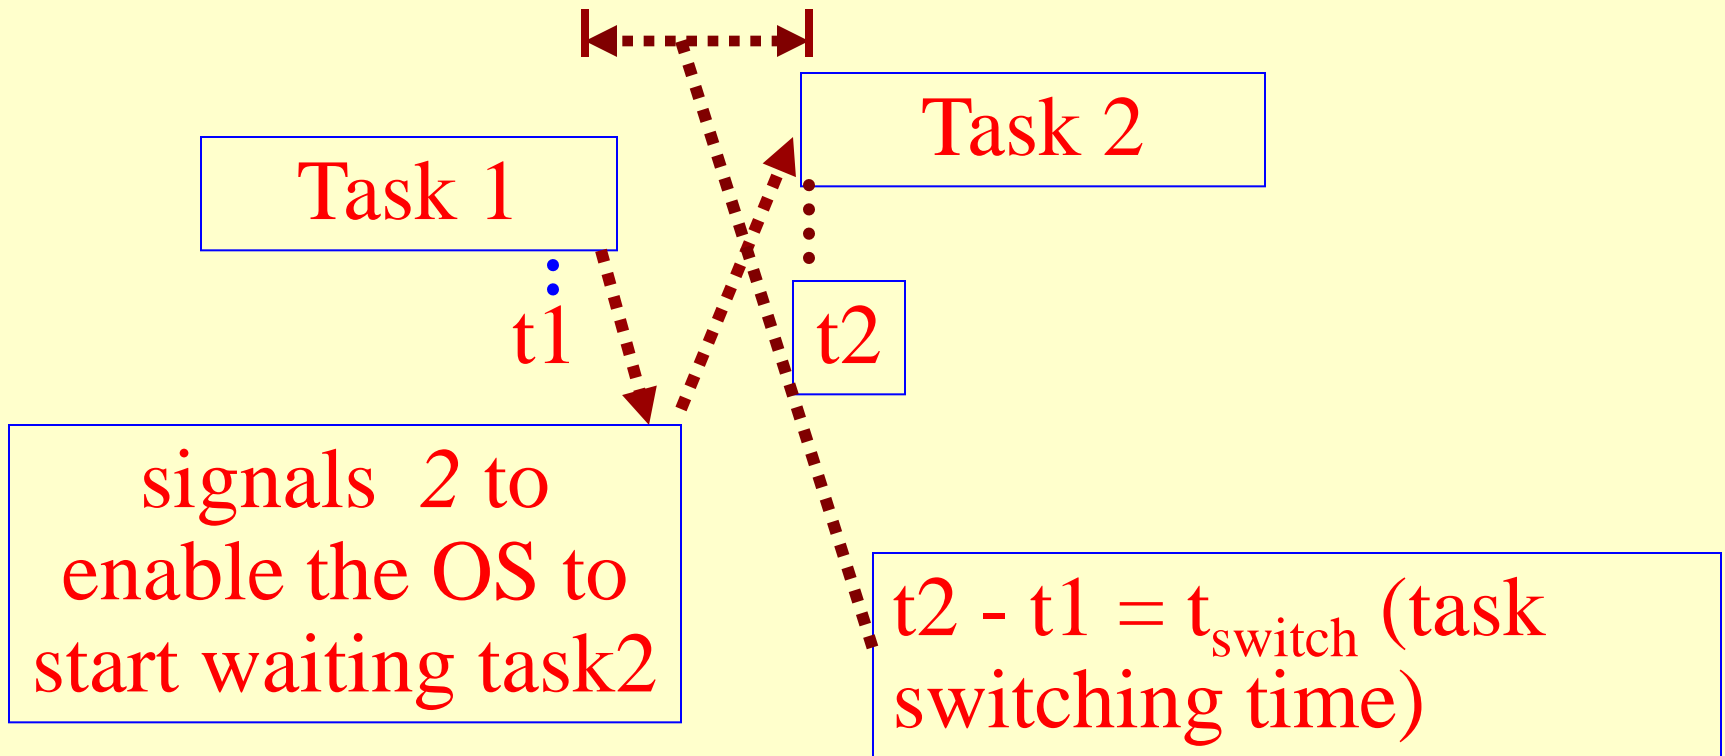 Task 2
Task 1
t1
t2
signals 2 to
enable the OS to
start waiting task2
t2 - t1 = tswitch (task
switching time)